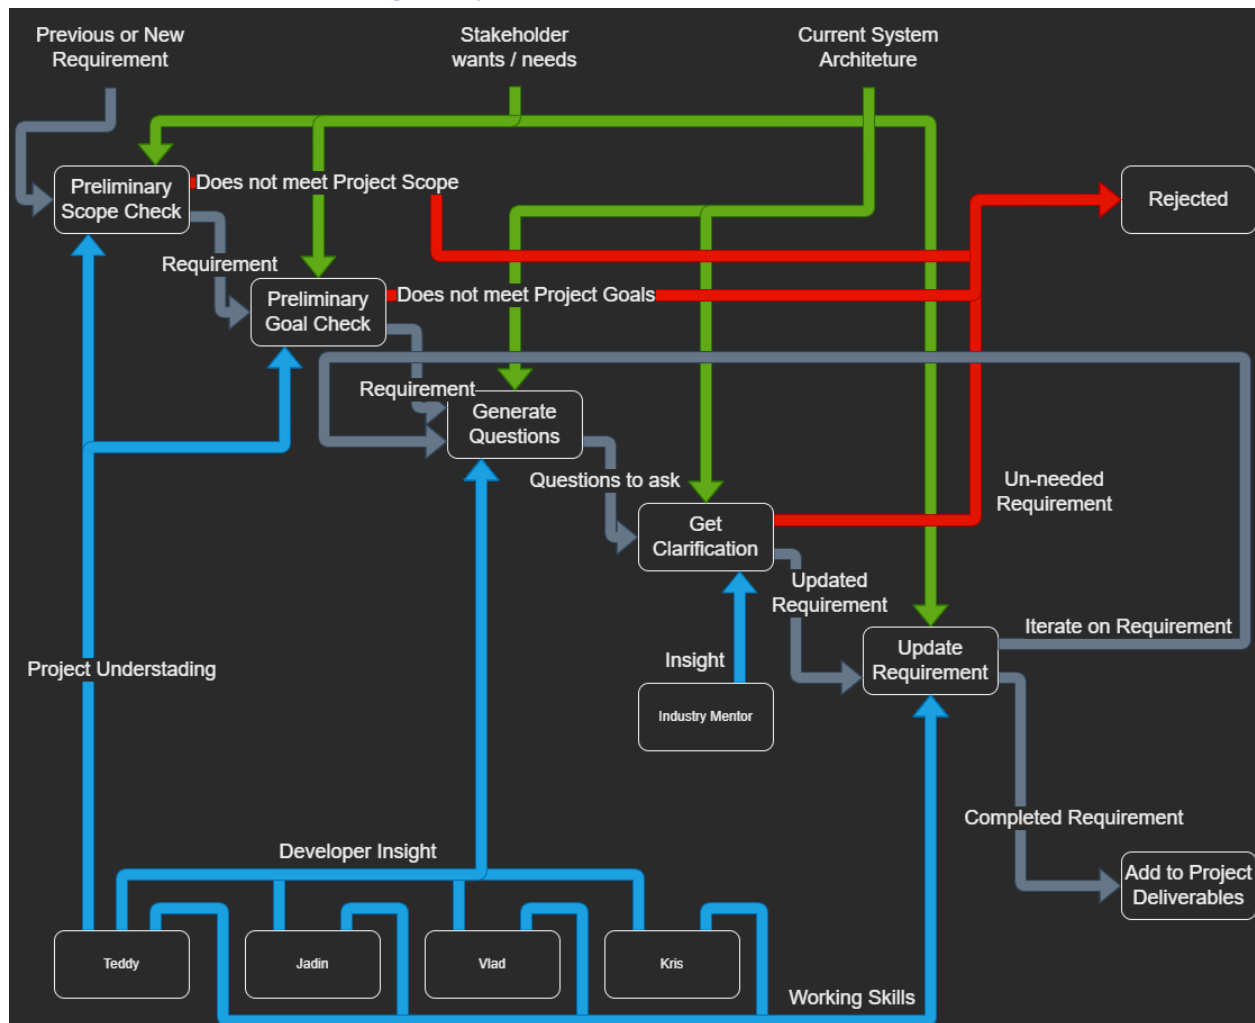 Previous or New
Requirement
Stakeholder
wants / needs
Current System
Architeture
Preliminary
Scope Check
Does not meet Project Scope
Rejected
Requirement
Preliminary
Goal Check
Does not meet Project Goals
Requirement
Generate
Questions
Questions to ask
Un-needed
Requirement
Get
Clarification
Updated
Requirement
Iterate on Requirement
Update
Requirement
Project Understading
Insight
Industry Mentor
Completed Requirement
Developer Insight
Add to Project
Deliverables
Teddy
Jadin
Vlad
Kris
Working Skills